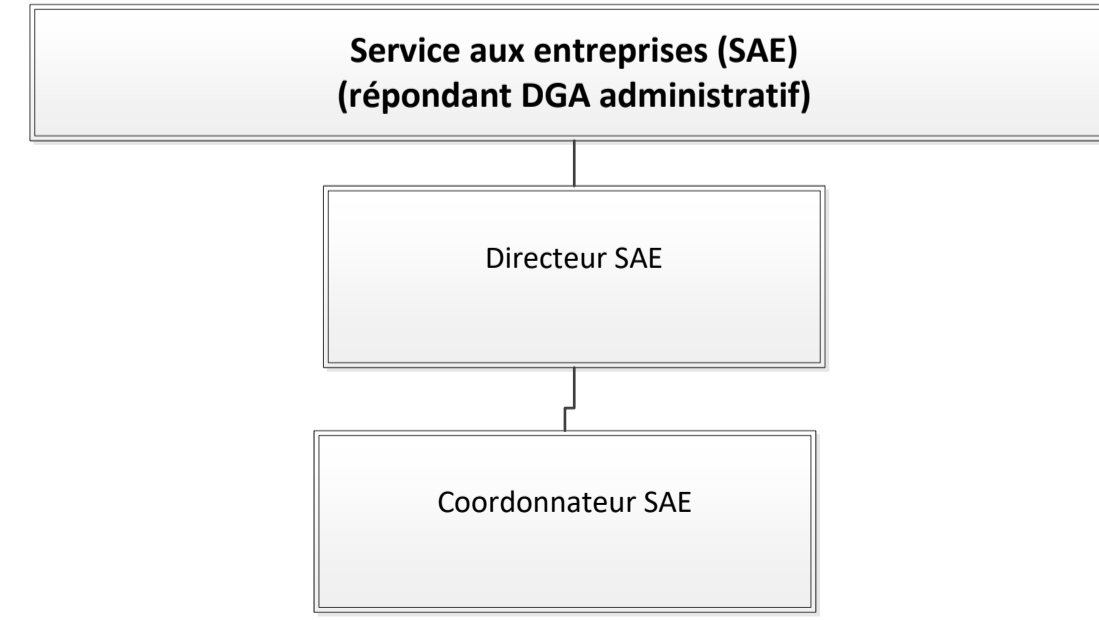 Service aux entreprises (SAE)
(répondant DGA administratif)
Directeur SAE
Coordonnateur SAE